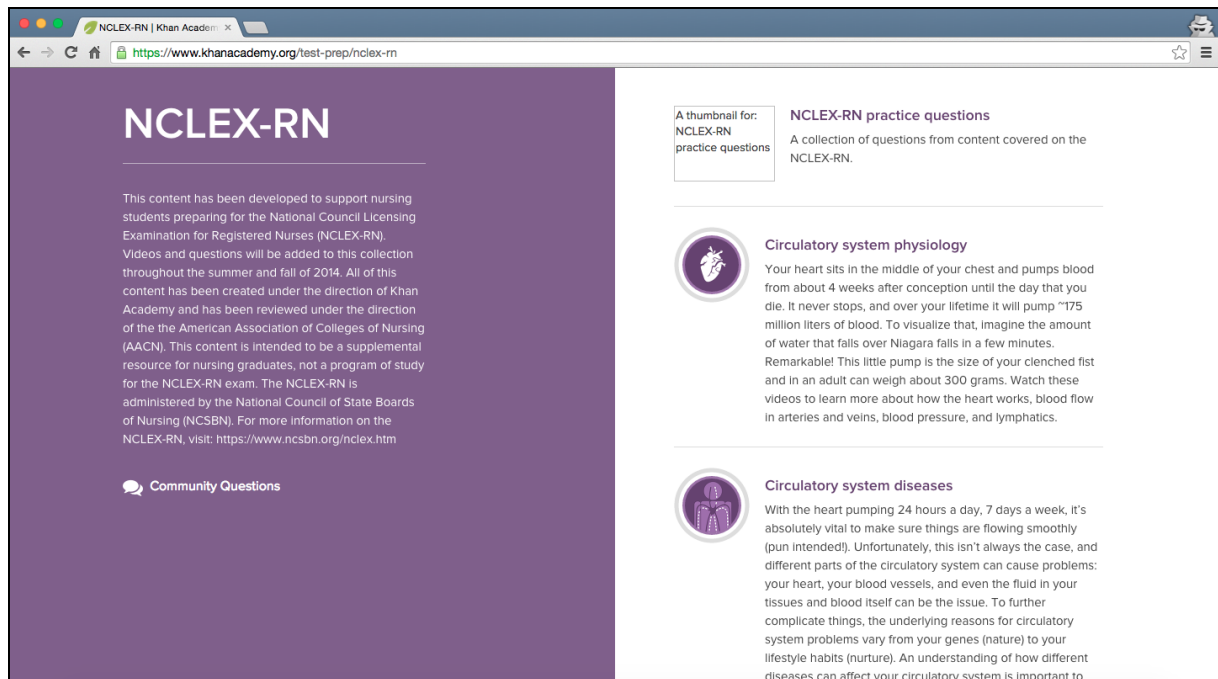 NCLEX-RN | Khan Academ
https://www.khanacademy.org/test-prep/nclex-rn
NCLEX-RN
This content has been developed to support nursing
students preparing for the National Council Licensing
Examination for Registered Nurses (NCLEX-RN).
Videos and questions will be added to this collection
throughout the summer and fall of 2014. All of this
content has been created under the direction of Khan
Academy and has been reviewed under the direction
of the the American Association of Colleges of Nursing
(AACN). This content is intended to be a supplemental
resource for nursing graduates, not a program of study
for the NCLEX-RN exam. The NCLEX-RN is
administered by the National Council of State Boards
of Nursing (NCSBN). For more information on the
NCLEX-RN, visit: https://www.ncsbn.org/nclex.htm
Community Questions
A thumbnail for:
NCLEX-RN
practice questions
NCLEX-RN practice questions
A collection of questions from content covered on the
NCLEX-RN.
Circulatory system physiology
Your heart sits in the middle of your chest and pumps blood
from about 4 weeks after conception until the day that you
die. It never stops, and over your lifetime it will pump ~175
million liters of blood. To visualize that, imagine the amount
of water that falls over Niagara falls in a few minutes.
Remarkable! This little pump is the size of your clenched fist
and in an adult can weigh about 300 grams. Watch these
videos to learn more about how the heart works, blood flow
in arteries and veins, blood pressure, and lymphatics.
Circulatory system diseases
With the heart pumping 24 hours a day, 7 days a week, it's
absolutely vital to make sure things are flowing smoothly
(pun intended!). Unfortunately, this isn't always the case, and
different parts of the circulatory system can cause problems:
your heart, your blood vessels, and even the fluid in your
tissues and blood itself can be the issue. To further
complicate things, the underlying reasons for circulatory
system problems vary from your genes (nature) to your
lifestyle habits (nurture). An understanding of how different
diseases can affect your circulatory system is important to